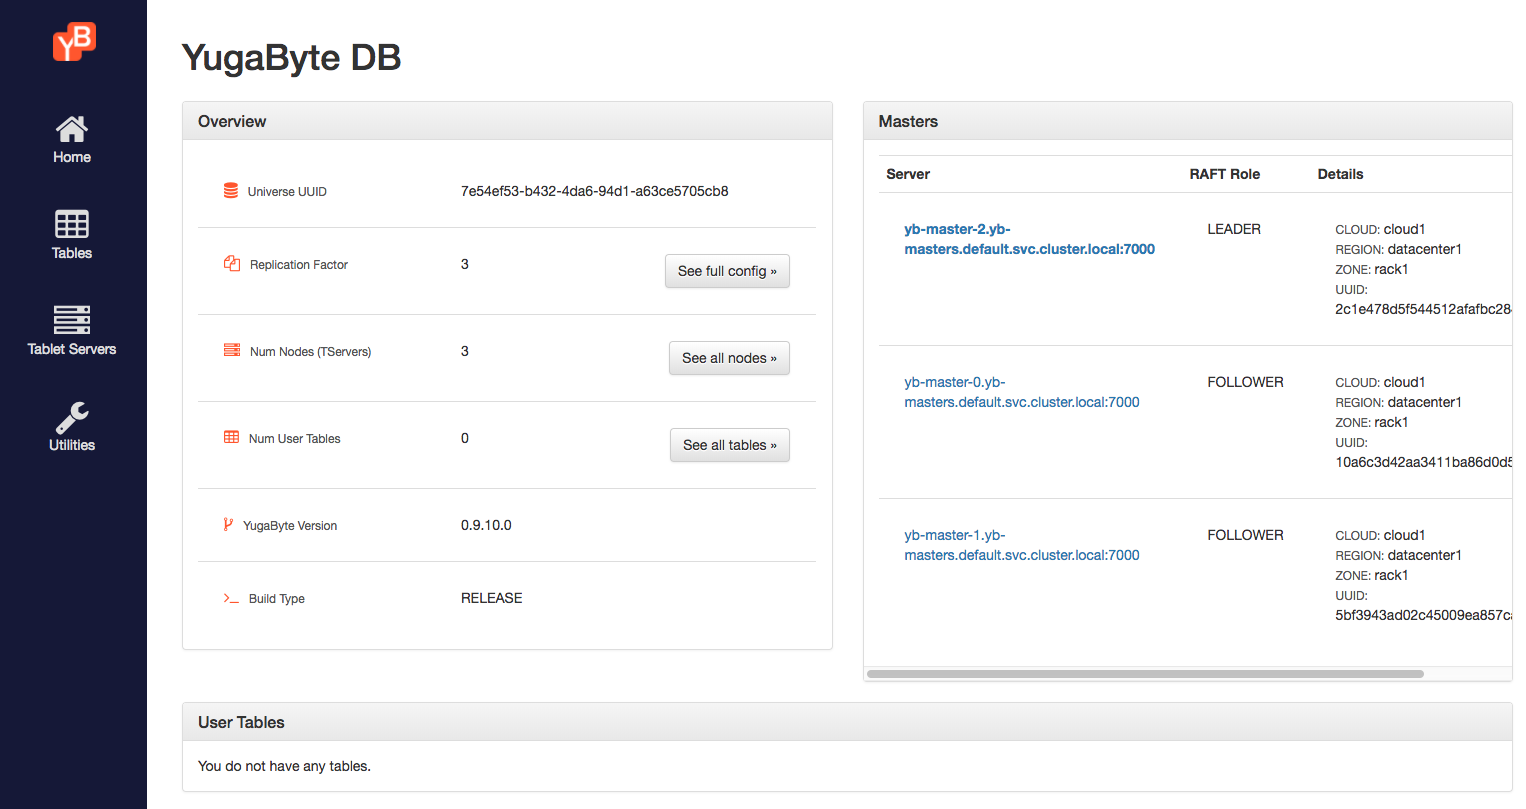 YB
Home
Tables
Tablet Servers
Utilities
YugaByte DB
Overview
Universe UUID 7e54ef53-b432-4da6-94d1-a63ce5705cb8
Replication Factor 3 See full config »
Num Nodes (TServers) 3 See all nodes »
Num User Tables 0 See all tables »
YugaByte Version 0.9.10.0
Build Type RELEASE
Masters
Server RAFT Role Details
yb-master-2.yb- LEADER CLOUD: cloud1
masters.default.svc.cluster.local:7000 REGION: datacenter1
ZONE: rack1
UUID:
2c1e478d5f544512afafbc28
yb-master-0.yb- FOLLOWER CLOUD: cloud1
masters.default.svc.cluster.local:7000 REGION: datacenter1
ZONE: rack1
UUID:
10a6c3d42aa3411ba86d0d5
yb-master-1.yb- FOLLOWER CLOUD: cloud1
masters.default.svc.cluster.local:7000 REGION: datacenter1
ZONE: rack1
UUID:
5bf3943ad02c45009ea857c
User Tables
You do not have any tables.